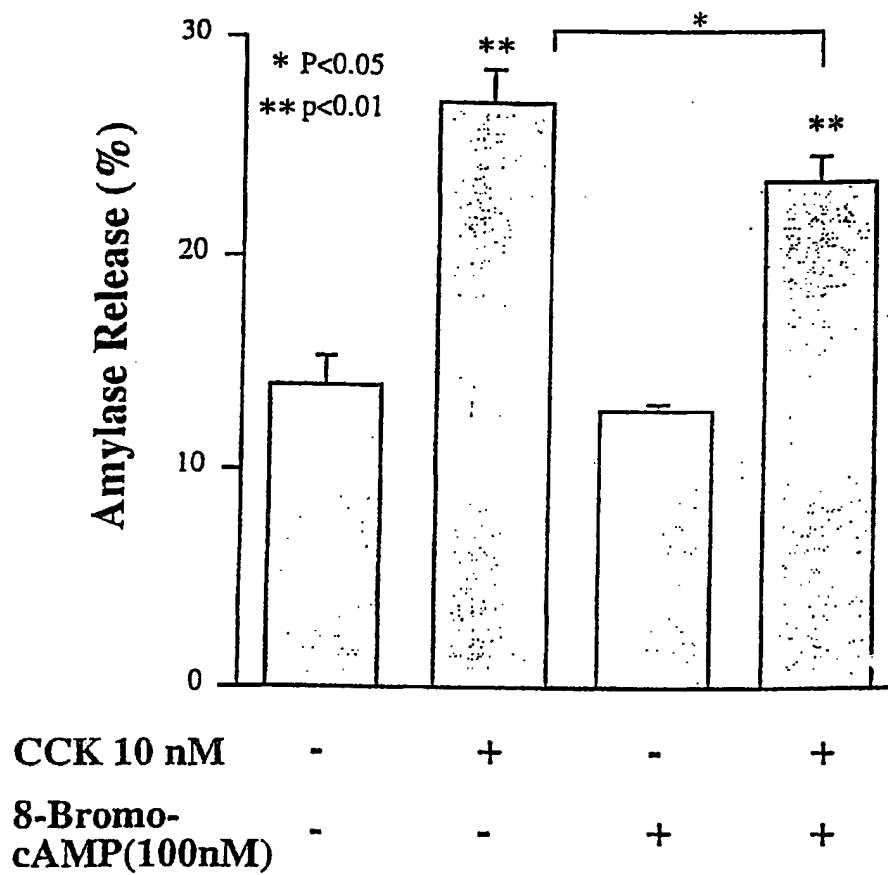 30
20
10
0
Amylase Release (%)
* P<0.05
** p<0.01
**
*
**
CCK 10 nM - + - +
8-Bromo-
cAMP(100nM) - - + +